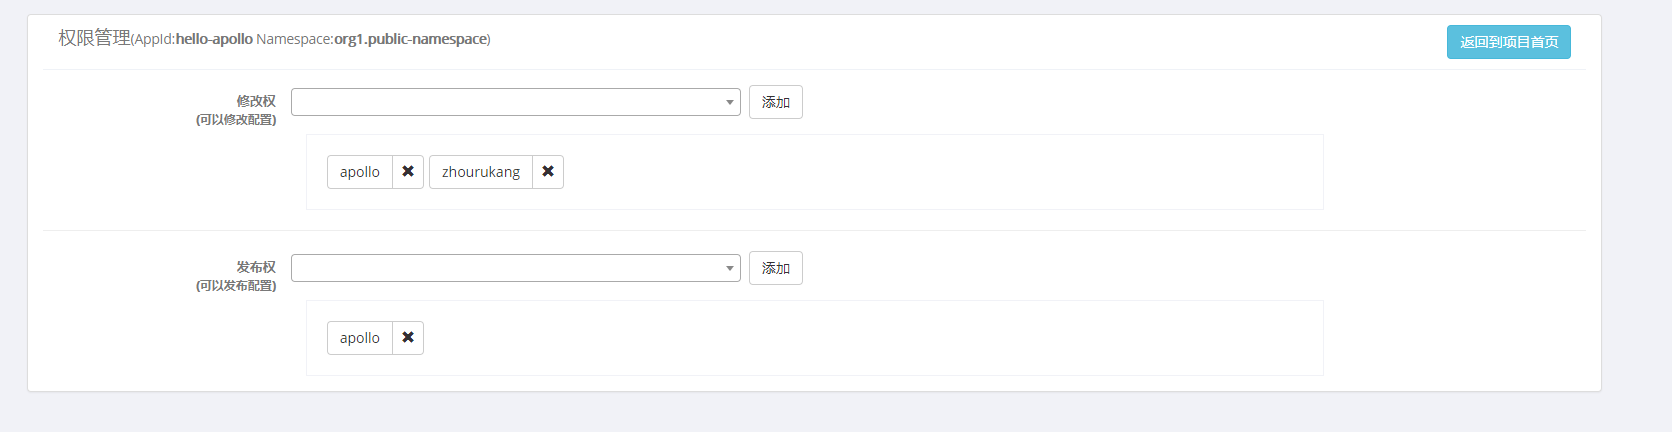 权限管理(AppId:hello-apollo Namespace:org1.public-namespace)
返回到项目首页
修改权
(可以修改配置)
添加
apollo ✖ zhourukang ✖
发布权
(可以发布配置)
添加
apollo ✖